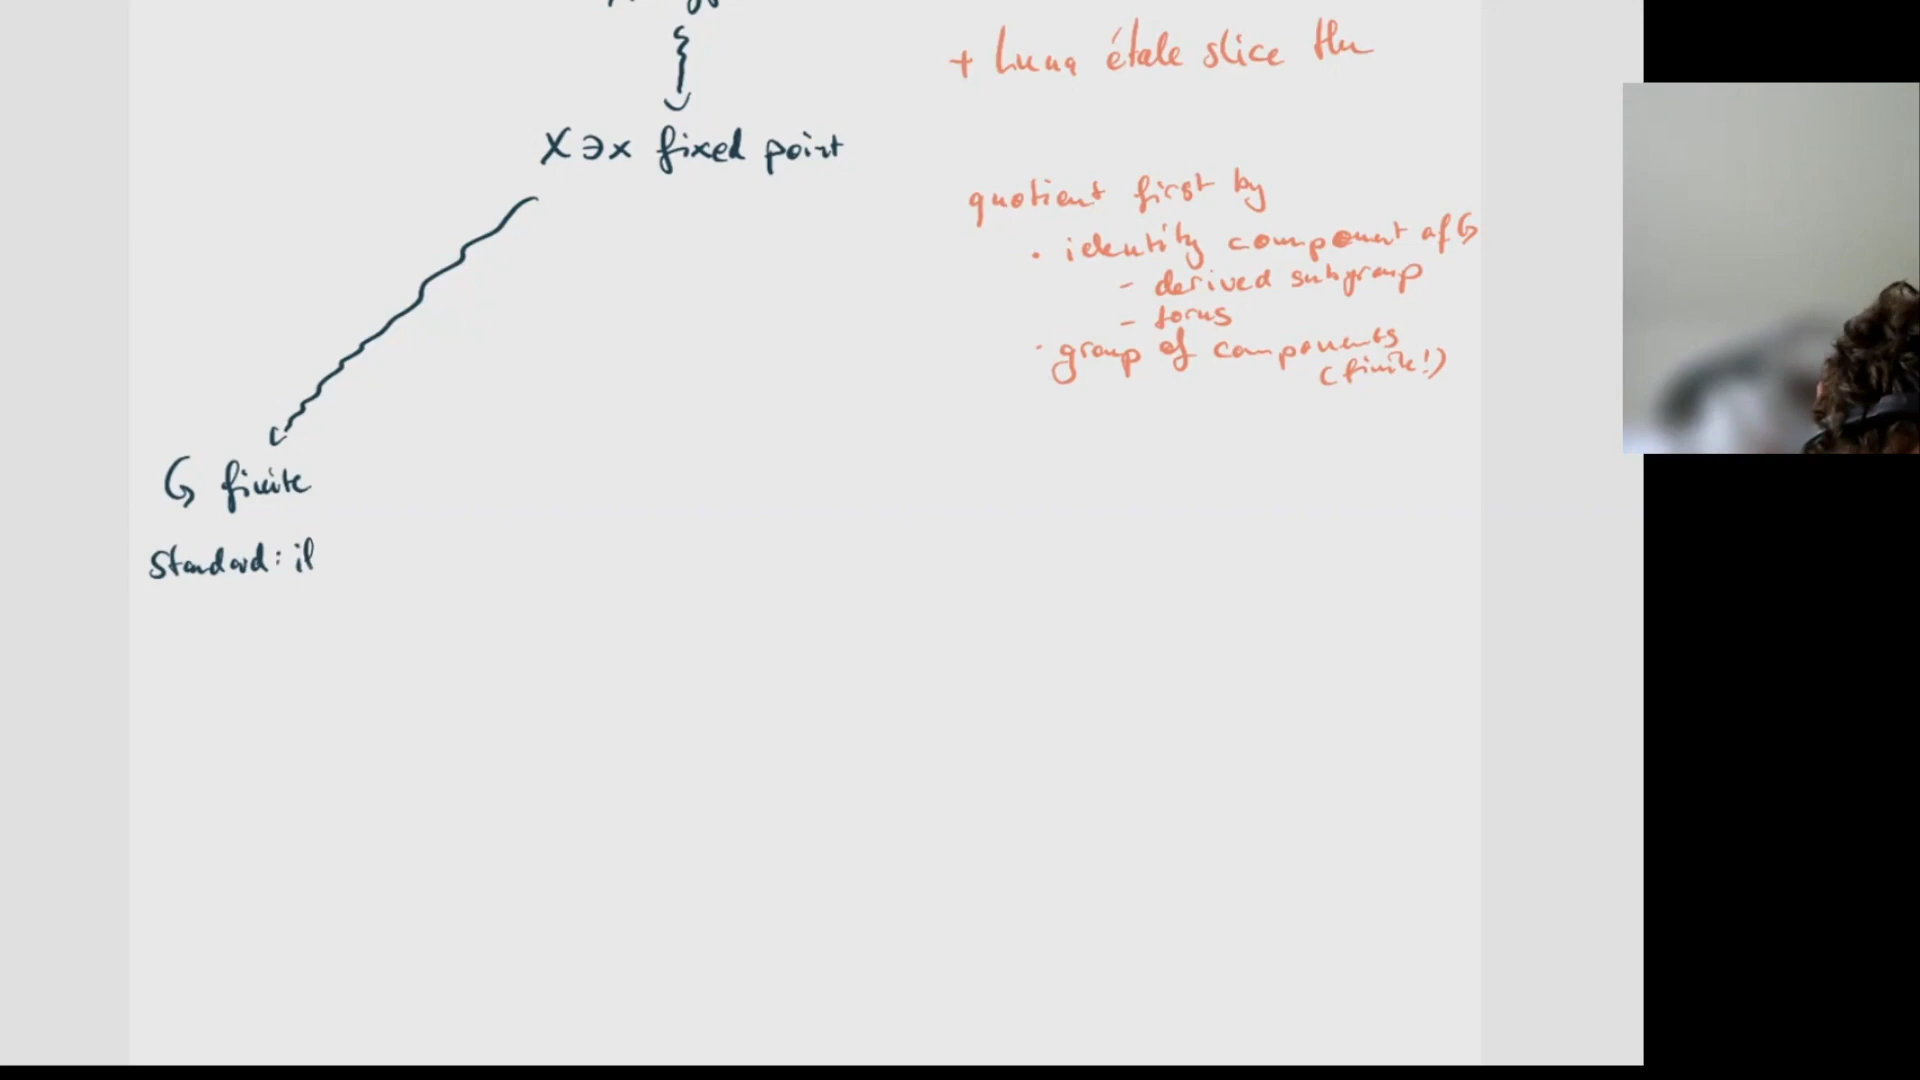 + Luna étale slice thm
X ∋ x fixed point
quotient first by
• identity component of G
- derived subgroup
- torus
• group of components
(finite!)
G finite
Standard: if